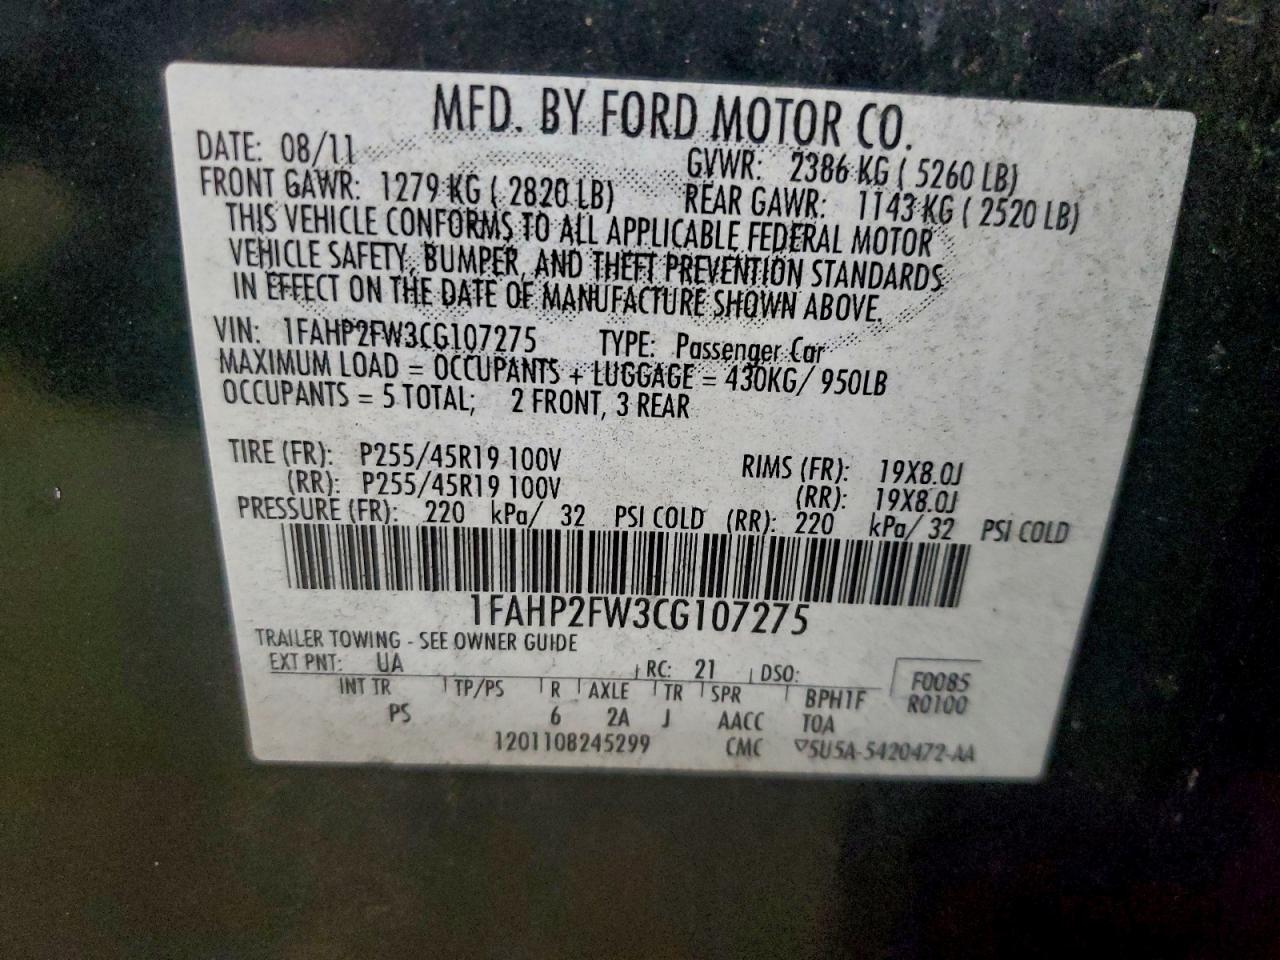 MFD. BY FORD MOTOR CO.
DATE: 08/11 GVWR: 2386 KG ( 5260 LB)
FRONT GAWR: 1279 KG ( 2820 LB) REAR GAWR: 1143 KG ( 2520 LB)
THIS VEHICLE CONFORMS TO ALL APPLICABLE FEDERAL MOTOR
VEHICLE SAFETY, BUMPER, AND THEFT PREVENTION STANDARDS
IN EFFECT ON THE DATE OF MANUFACTURE SHOWN ABOVE.
VIN: 1FAHP2FW3CG107275 TYPE: Passenger Car
MAXIMUM LOAD = OCCUPANTS + LUGGAGE = 430KG/ 950LB
OCCUPANTS = 5 TOTAL; 2 FRONT, 3 REAR
TIRE (FR): P255/45R19 100V RIMS (FR): 19X8.0J
(RR): P255/45R19 100V (RR): 19X8.0J
PRESSURE (FR): 220 kPa/ 32 PSI COLD (RR): 220 kPa/ 32 PSI COLD
1FAHP2FW3CG107275
TRAILER TOWING - SEE OWNER GUIDE
EXT PNT: UA RC: 21 DSO: F0085
INT TR TP/PS R AXLE TR SPR BPH1F R0100
PS 6 2A J AACC TOA
1201108245299 CMC ▽5U5A-5420472-AA